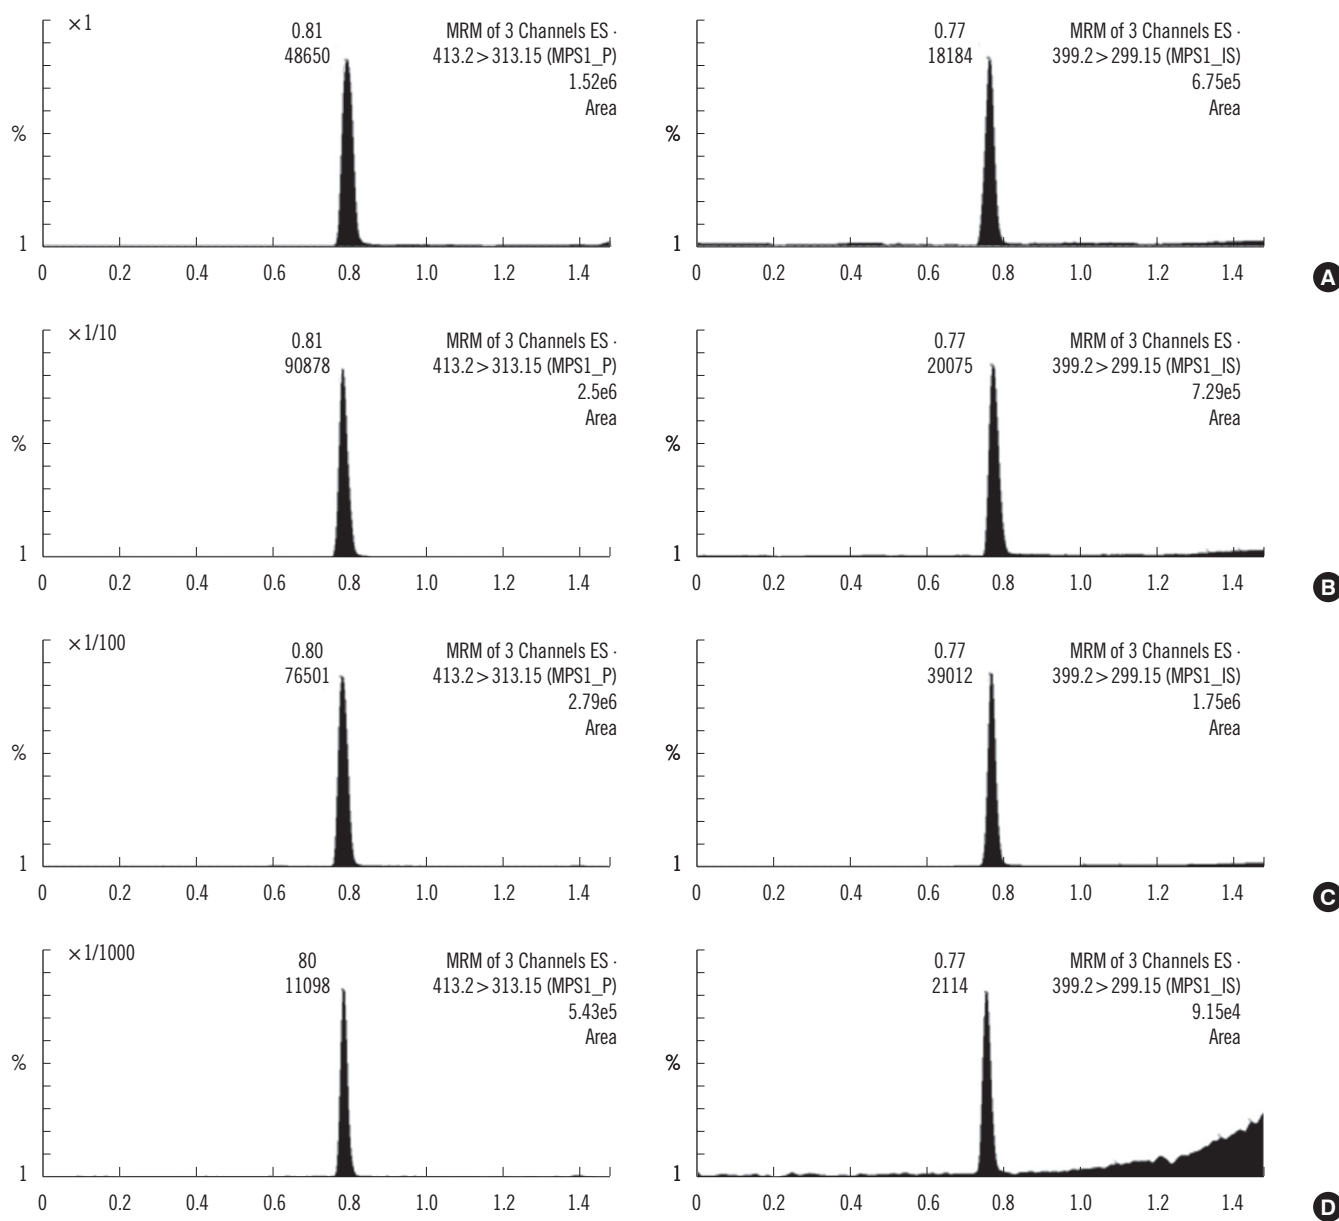 ×1
0.81
48650
MRM of 3 Channels ES ·
413.2>313.15 (MPS1_P)
1.52e6
Area
%
1
0 0.2 0.4 0.6 0.8 1.0 1.2 1.4
0.77
18184
MRM of 3 Channels ES ·
399.2>299.15 (MPS1_IS)
6.75e5
Area
%
1
0 0.2 0.4 0.6 0.8 1.0 1.2 1.4
A
×1/10
0.81
90878
MRM of 3 Channels ES ·
413.2>313.15 (MPS1_P)
2.5e6
Area
%
1
0 0.2 0.4 0.6 0.8 1.0 1.2 1.4
0.77
20075
MRM of 3 Channels ES ·
399.2>299.15 (MPS1_IS)
7.29e5
Area
%
1
0 0.2 0.4 0.6 0.8 1.0 1.2 1.4
B
×1/100
0.80
76501
MRM of 3 Channels ES ·
413.2>313.15 (MPS1_P)
2.79e6
Area
%
1
0 0.2 0.4 0.6 0.8 1.0 1.2 1.4
0.77
39012
MRM of 3 Channels ES ·
399.2>299.15 (MPS1_IS)
1.75e6
Area
%
1
0 0.2 0.4 0.6 0.8 1.0 1.2 1.4
C
×1/1000
80
11098
MRM of 3 Channels ES ·
413.2>313.15 (MPS1_P)
5.43e5
Area
%
1
0 0.2 0.4 0.6 0.8 1.0 1.2 1.4
0.77
2114
MRM of 3 Channels ES ·
399.2>299.15 (MPS1_IS)
9.15e4
Area
%
1
0 0.2 0.4 0.6 0.8 1.0 1.2 1.4
D